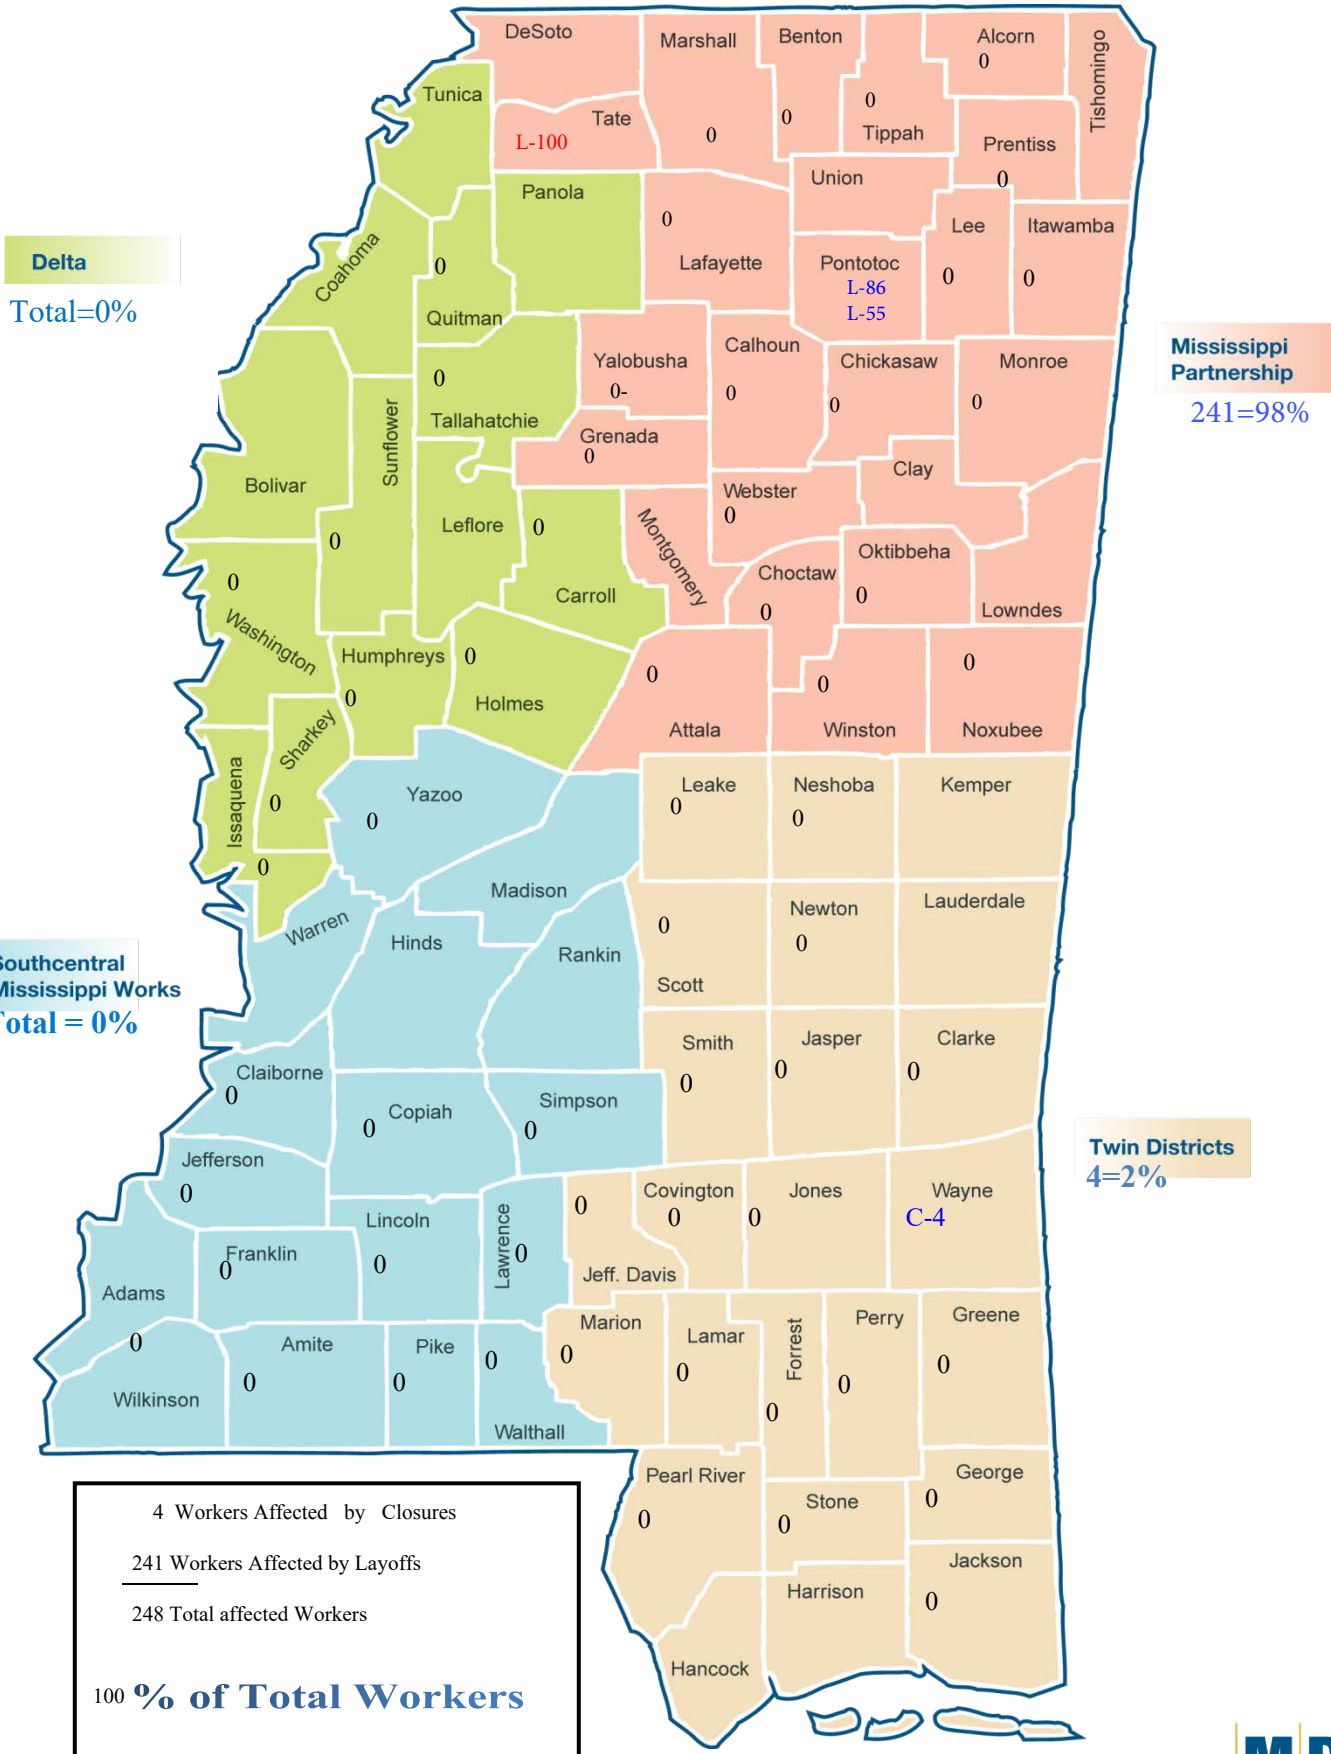 DeSoto
Marshall
Benton
Alcorn
0
Tishomingo
Tunica
Tate
L-100
0
0
0
Tippah
Prentiss
0
Panola
Union
0
Lafayette
Lee
0
Itawamba
0
Delta
Total=0%
Coahoma
0
Quitman
Pontotoc
L-86
L-55
Mississippi
Partnership
241=98%
0
Tallahatchie
Yalobusha
0-
Calhoun
0
Chickasaw
0
Monroe
0
Sunflower
0
Grenada
0
Bolivar
Leflore
0
Carroll
Montgomery
Webster
0
Clay
Choctaw
0
Oktibbeha
0
Lowndes
0
Washington
Humphreys
0
0
Holmes
0
Attala
0
Winston
0
Noxubee
Sharkey
0
Issaquena
0
Yazoo
0
Leake
0
Neshoba
0
Kemper
Madison
Warren
Hinds
Rankin
0
Scott
Newton
0
Lauderdale
Southcentral
Mississippi Works
Total = 0%
Smith
0
Jasper
0
Clarke
0
Claiborne
0
Copiah
0
Simpson
0
Twin Districts
4=2%
Jefferson
0
Lincoln
0
Lawrence
0
0
Jeff. Davis
Covington
0
Jones
0
Wayne
C-4
Franklin
0
Adams
0
Wilkinson
Amite
0
Pike
0
0
Walthall
Marion
0
Lamar
0
Forrest
0
Perry
0
Greene
0
Pearl River
0
Stone
0
George
0
Jackson
0
Harrison
Hancock
4 Workers Affected by Closures
241 Workers Affected by Layoffs
248 Total affected Workers
100 % of Total Workers